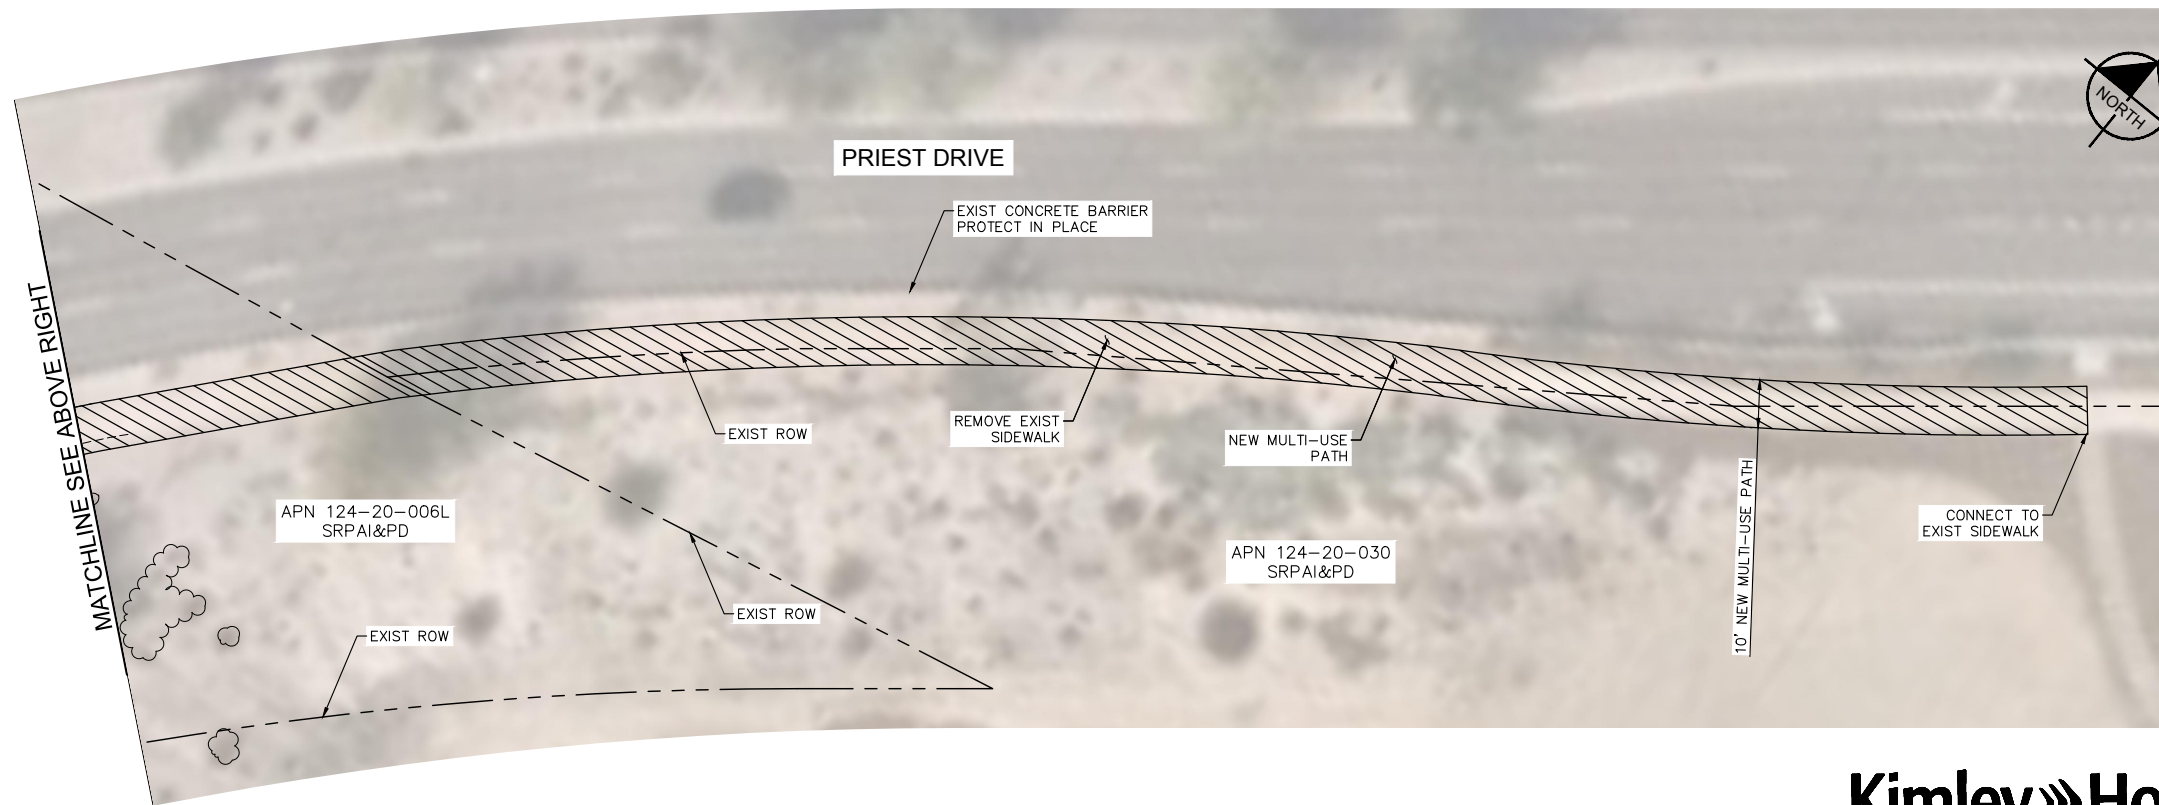 PRIEST DRIVE
NORTH
EXIST CONCRETE BARRIER
PROTECT IN PLACE
MATCHLINE SEE ABOVE RIGHT
EXIST ROW
REMOVE EXIST
SIDEWALK
NEW MULTI-USE
PATH
10' NEW MULTI-USE PATH
CONNECT TO
EXIST SIDEWALK
APN 124-20-006L
SRPAI&PD
APN 124-20-030
SRPAI&PD
EXIST ROW
EXIST ROW
Kimley Ho